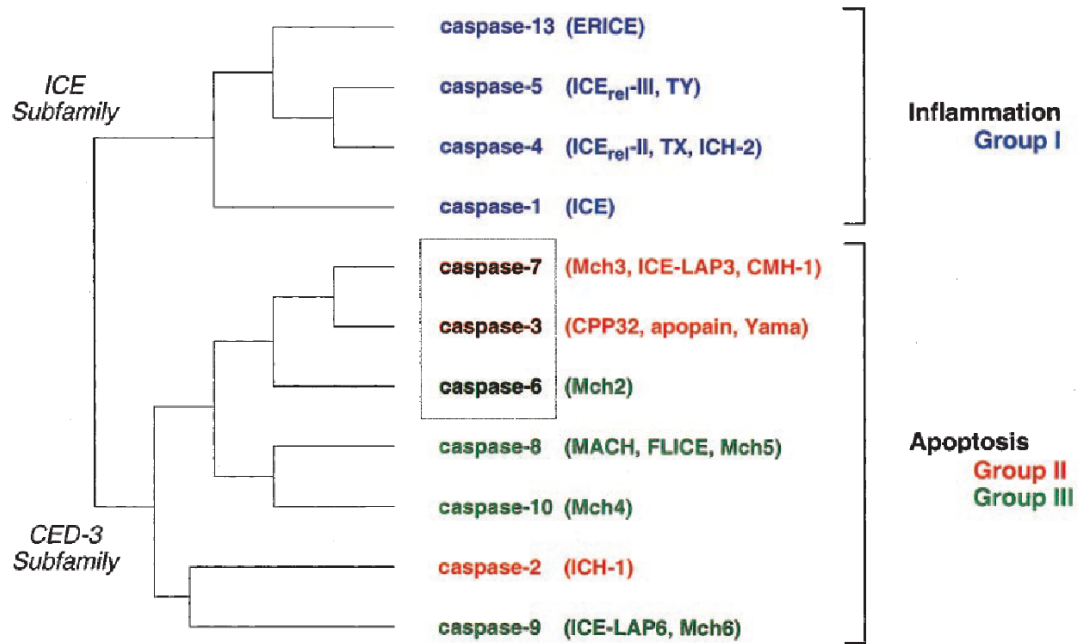 caspase-13 (ERICE)
ICE
Subfamily
caspase-5 (ICErel-III, TY)
Inflammation
Group I
caspase-4 (ICErel-II, TX, ICH-2)
caspase-1 (ICE)
caspase-7 (Mch3, ICE-LAP3, CMH-1)
caspase-3 (CPP32, apopain, Yama)
caspase-6 (Mch2)
caspase-8 (MACH, FLICE, Mch5)
Apoptosis
Group II
Group III
caspase-10 (Mch4)
CED-3
Subfamily
caspase-2 (ICH-1)
caspase-9 (ICE-LAP6, Mch6)